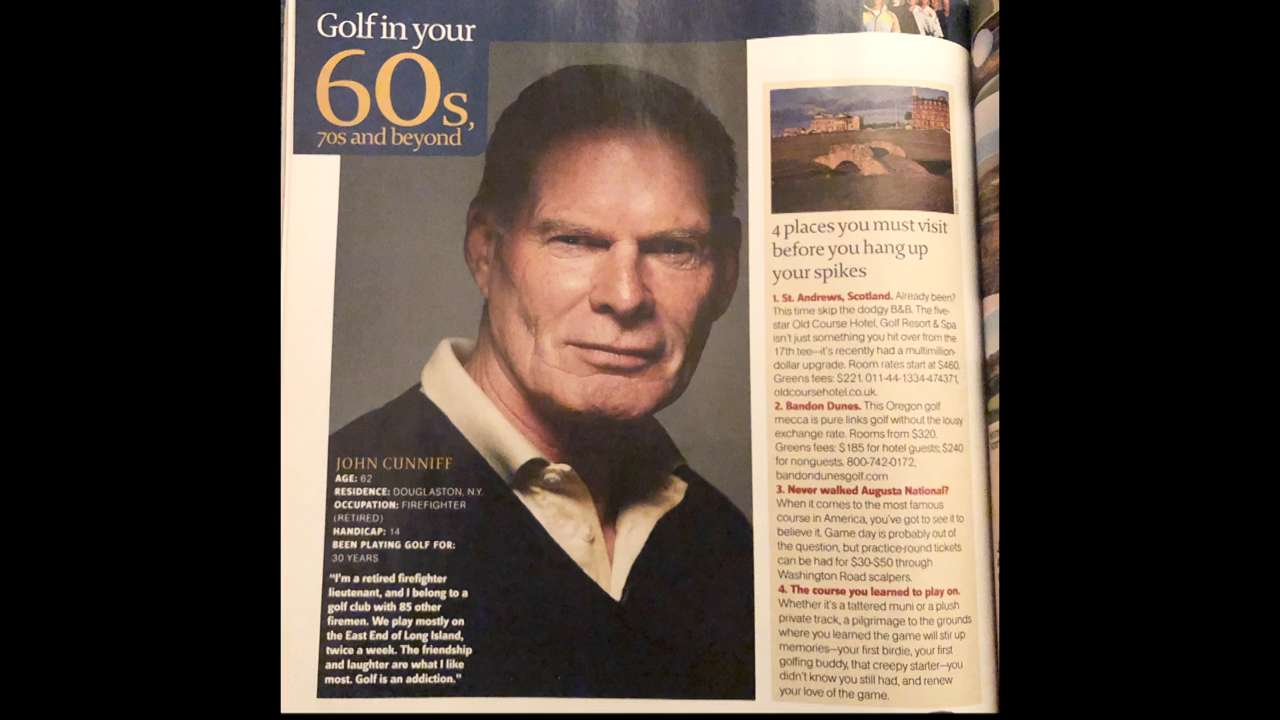 Golf in your
60s,
70s and beyond
JOHN CUNNIFF
AGE: 62
RESIDENCE: DOUGLASTON, N.Y.
OCCUPATION: FIREFIGHTER
(RETIRED)
HANDICAP: 14
BEEN PLAYING GOLF FOR:
30 YEARS
"I'm a retired firefighter
lieutenant, and I belong to a
golf club with 85 other
firemen. We play mostly on
the East End of Long Island,
twice a week. The friendship
and laughter are what I like
most. Golf is an addiction."
4 places you must visit
before you hang up
your spikes
1. St. Andrews, Scotland. Already been?
This time skip the dodgy B&B. The five-
star Old Course Hotel, Golf Resort & Spa
isn't just something you hit over from the
17th tee—it's recently had a multimillion-
dollar upgrade. Room rates start at $460.
Greens fees: $221. 011-44-1334-474371,
oldcoursehotel.co.uk.
2. Bandon Dunes. This Oregon golf
mecca is pure links golf without the lousy
exchange rate. Rooms from $320.
Greens fees: $185 for hotel guests; $240
for nonguests. 800-742-0172,
bandondunesgolf.com
3. Never walked Augusta National?
When it comes to the most famous
course in America, you've got to see it to
believe it. Game day is probably out of
the question, but practice-round tickets
can be had for $30-$50 through
Washington Road scalpers.
4. The course you learned to play on.
Whether it's a tattered muni or a plush
private track, a pilgrimage to the grounds
where you learned the game will stir up
memories—your first birdie, your first
golfing buddy, that creepy starter—you
didn't know you still had, and renew
your love of the game.